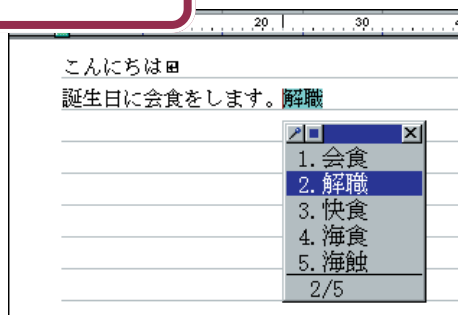 20 30
こんにちは
誕生日に会食をします。解職
1. 会食
2. 解職
3. 快食
4. 海食
5. 海蝕
2/5